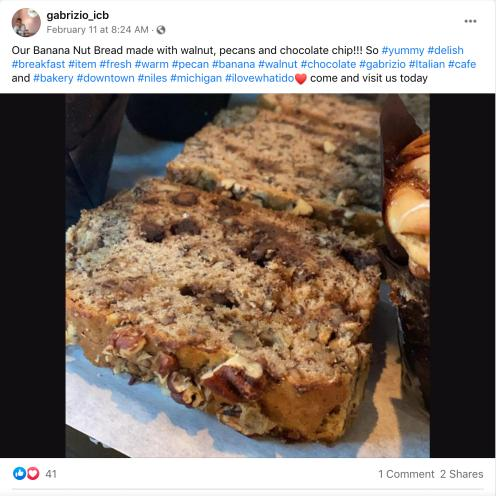 gabrizio_icb
February 11 at 8:24 AM ·
Our Banana Nut Bread made with walnut, pecans and chocolate chip!!! So #yummy #delish
#breakfast #item #fresh #warm #pecan #banana #walnut #chocolate #gabrizio #Italian #cafe
and #bakery #downtown #niles #michigan #ilovewhatido❤️ come and visit us today
41
1 Comment 2 Shares